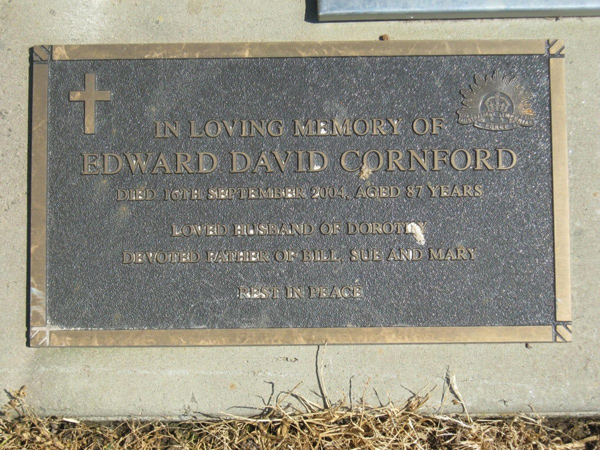 IN LOVING MEMORY OF
EDWARD DAVID CORNFORD
DIED 16TH SEPTEMBER 2004, AGED 87 YEARS
LOVED HUSBAND OF DOROTHY
DEVOTED FATHER OF BILL, SUE AND MARY
REST IN PEACE